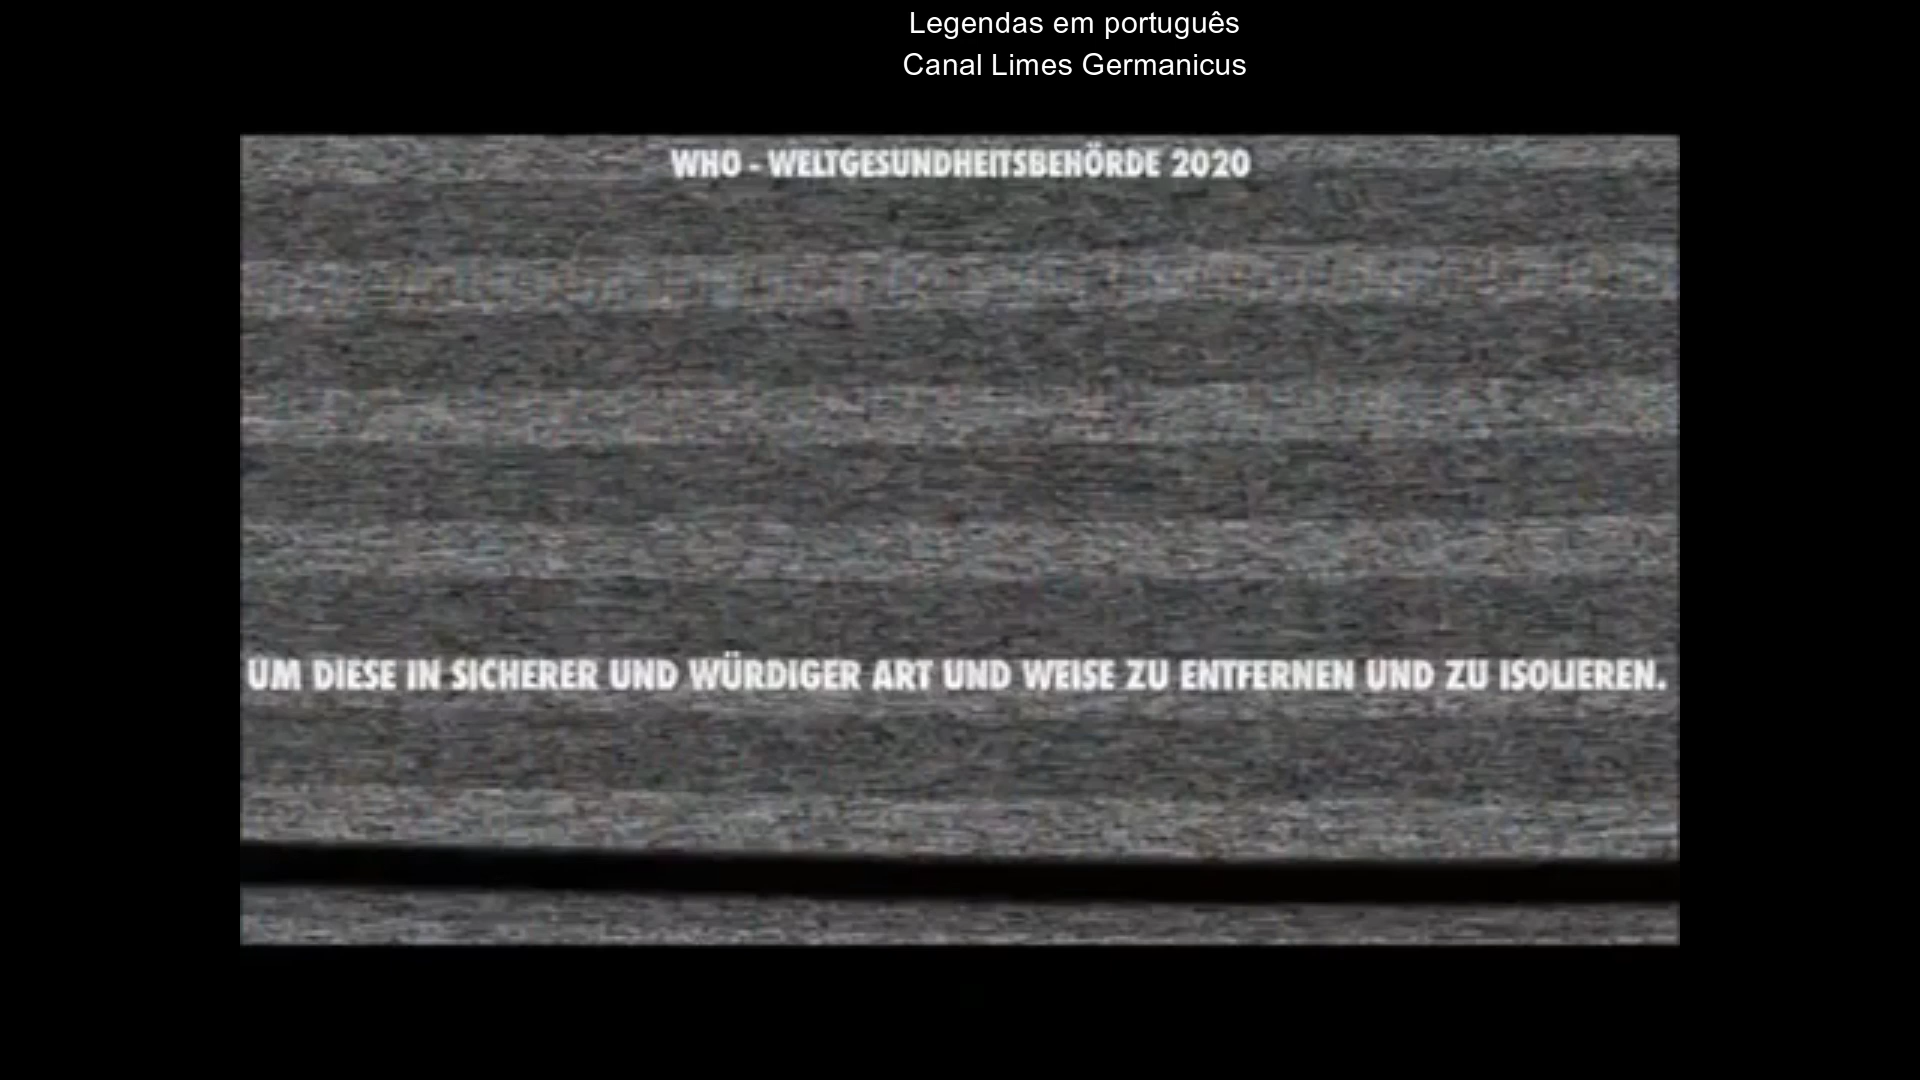 Legendas em português
Canal Limes Germanicus
WHO - WELTGESUNDHEITSBEHÖRDE 2020
UM DIESE IN SICHERER UND WÜRDIGER ART UND WEISE ZU ENTFERNEN UND ZU ISOLIEREN.